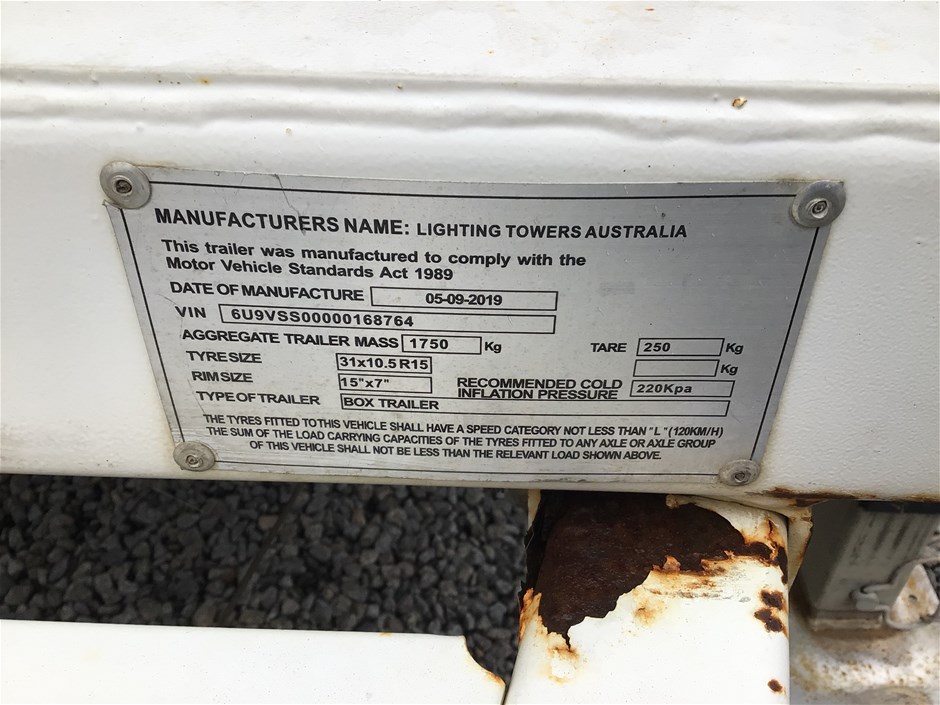 MANUFACTURERS NAME: LIGHTING TOWERS AUSTRALIA
This trailer was manufactured to comply with the
Motor Vehicle Standards Act 1989
DATE OF MANUFACTURE 05-09-2019
VIN 6U9VSS00000168764
AGGREGATE TRAILER MASS 1750 Kg TARE 250 Kg
TYRE SIZE 31x10.5 R15 Kg
RIM SIZE 15"x7" RECOMMENDED COLD INFLATION PRESSURE 220Kpa
TYPE OF TRAILER BOX TRAILER
THE TYRES FITTED TO THIS VEHICLE SHALL HAVE A SPEED CATEGORY NOT LESS THAN "L" (120KM/H)
THE SUM OF THE LOAD CARRYING CAPACITIES OF THE TYRES FITTED TO ANY AXLE OR AXLE GROUP
OF THIS VEHICLE SHALL NOT BE LESS THAN THE RELEVANT LOAD SHOWN ABOVE.